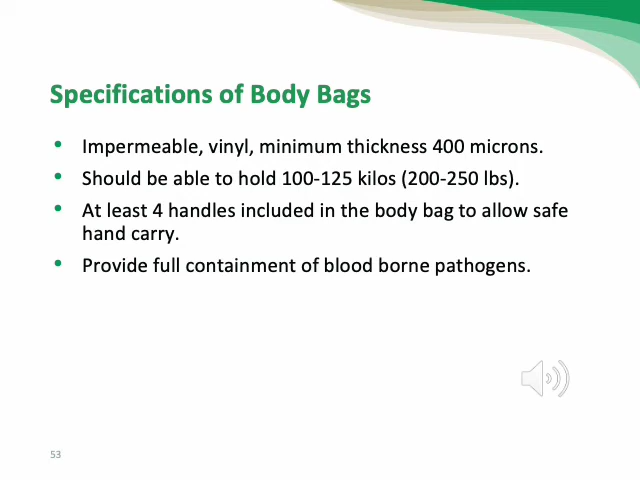 Specifications of Body Bags
• Impermeable, vinyl, minimum thickness 400 microns.
• Should be able to hold 100-125 kilos (200-250 lbs).
• At least 4 handles included in the body bag to allow safe
hand carry.
• Provide full containment of blood borne pathogens.
53